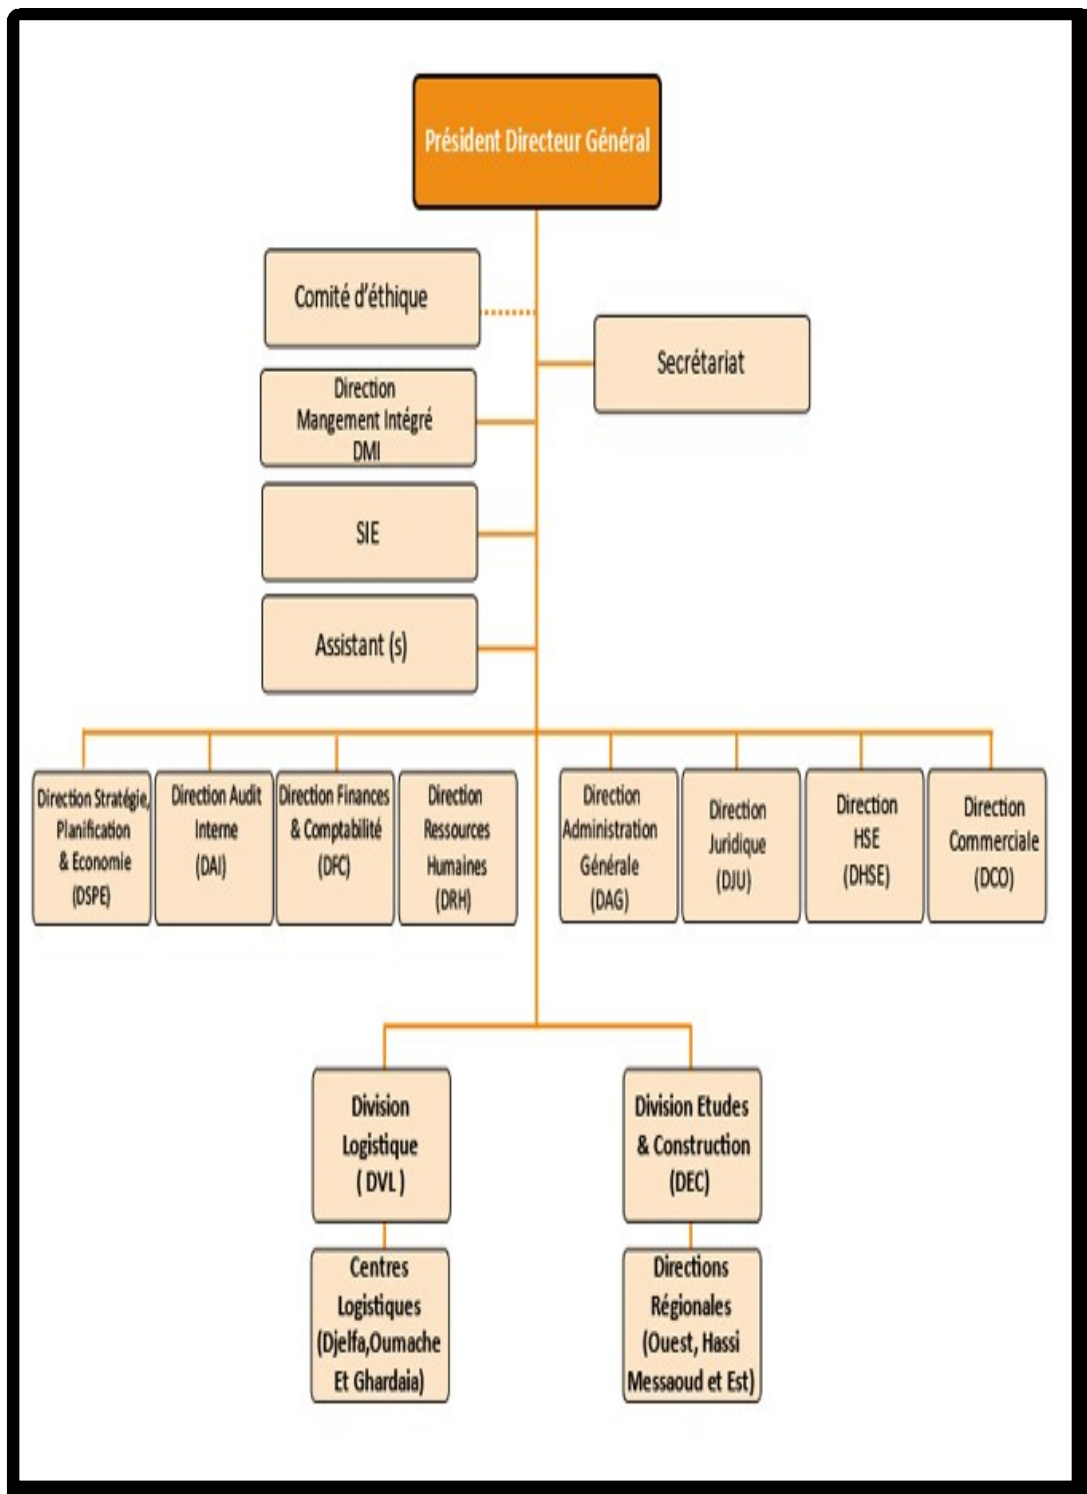 Président Directeur Général
Comité d'éthique
Secrétariat
Direction
Mangement Intégré
DMI
SIE
Assistant (s)
Direction Stratégie,
Planification
& Economie
(DSPE)
Direction Audit
Interne
(DAI)
Direction Finances
& Comptabilité
(DFC)
Direction
Ressources
Humaines
(DRH)
Direction
Administration
Générale
(DAG)
Direction
Juridique
(DJU)
Direction
HSE
(DHSE)
Direction
Commerciale
(DCO)
Division
Logistique
( DVL )
Division Etudes
& Construction
(DEC)
Centres
Logistiques
(Djelfa,Oumache
Et Ghardaia)
Directions
Régionales
(Ouest, Hassi
Messaoud et Est)